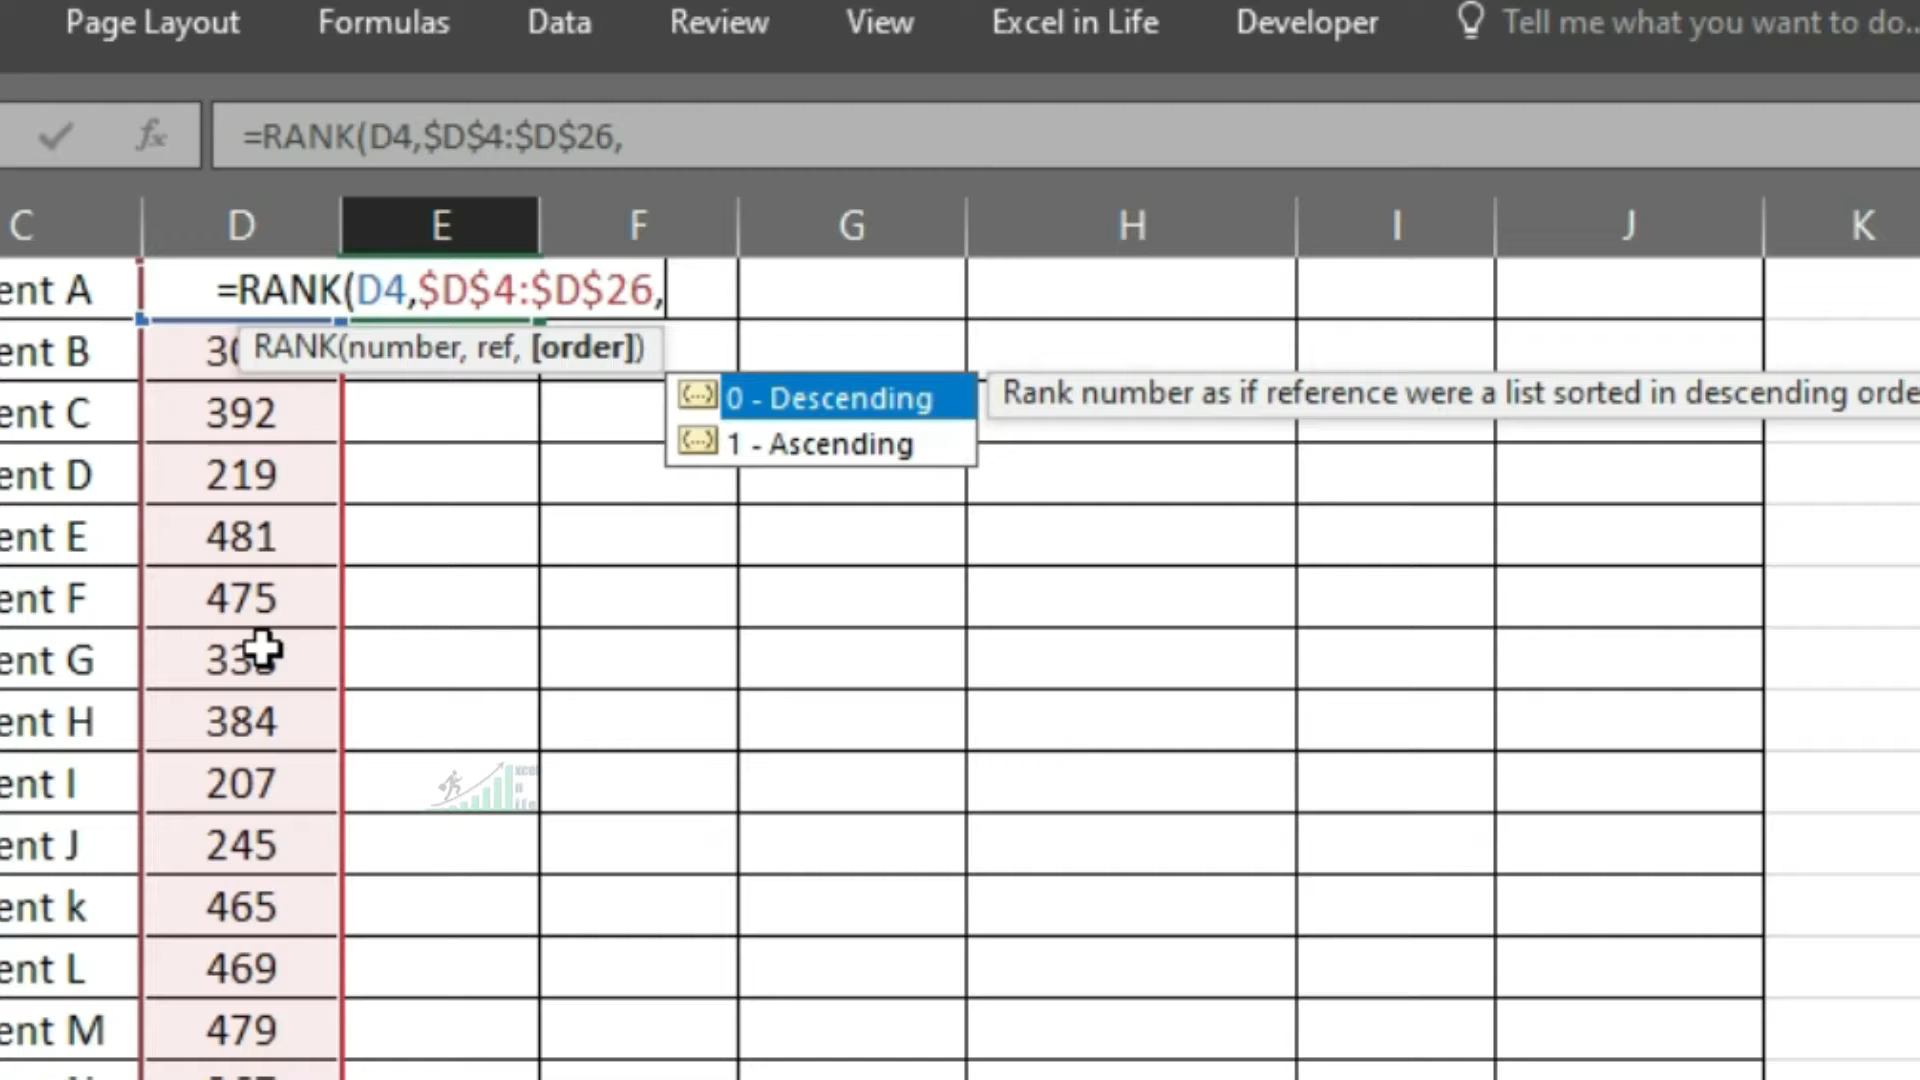 Page Layout Formulas Data Review View Excel in Life Developer Tell me what you want to do...
fx =RANK(D4,$D$4:$D$26,
C D E F G H I J K
ent A =RANK(D4,$D$4:$D$26,
ent B RANK(number, ref, [order])
ent C 392 0 - Descending Rank number as if reference were a list sorted in descending orde
1 - Ascending
ent D 219
ent E 481
ent F 475
ent G
ent H 384
ent I 207
ent J 245
ent k 465
ent L 469
ent M 479